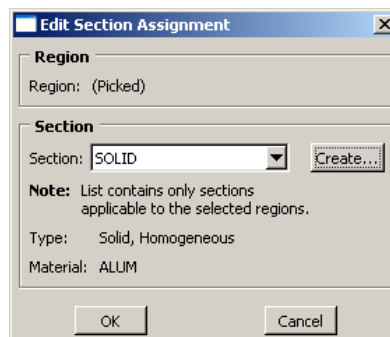 Edit Section Assignment
Region
Region: (Picked)
Section
Section: SOLID Create...
Note: List contains only sections
applicable to the selected regions.
Type: Solid, Homogeneous
Material: ALUM
OK Cancel